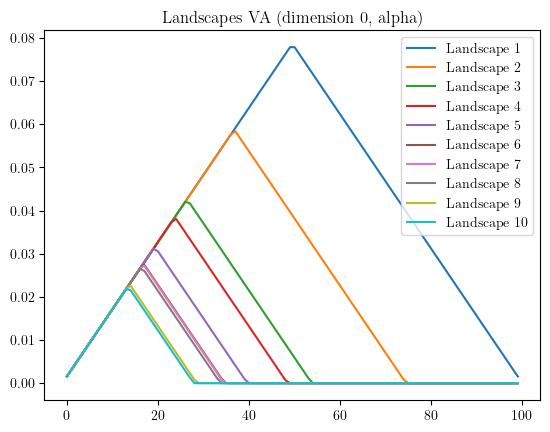 Landscapes VA (dimension 0, alpha)
0.08
0.07
0.06
0.05
0.04
0.03
0.02
0.01
0.00
0 20 40 60 80 100
Landscape 1
Landscape 2
Landscape 3
Landscape 4
Landscape 5
Landscape 6
Landscape 7
Landscape 8
Landscape 9
Landscape 10